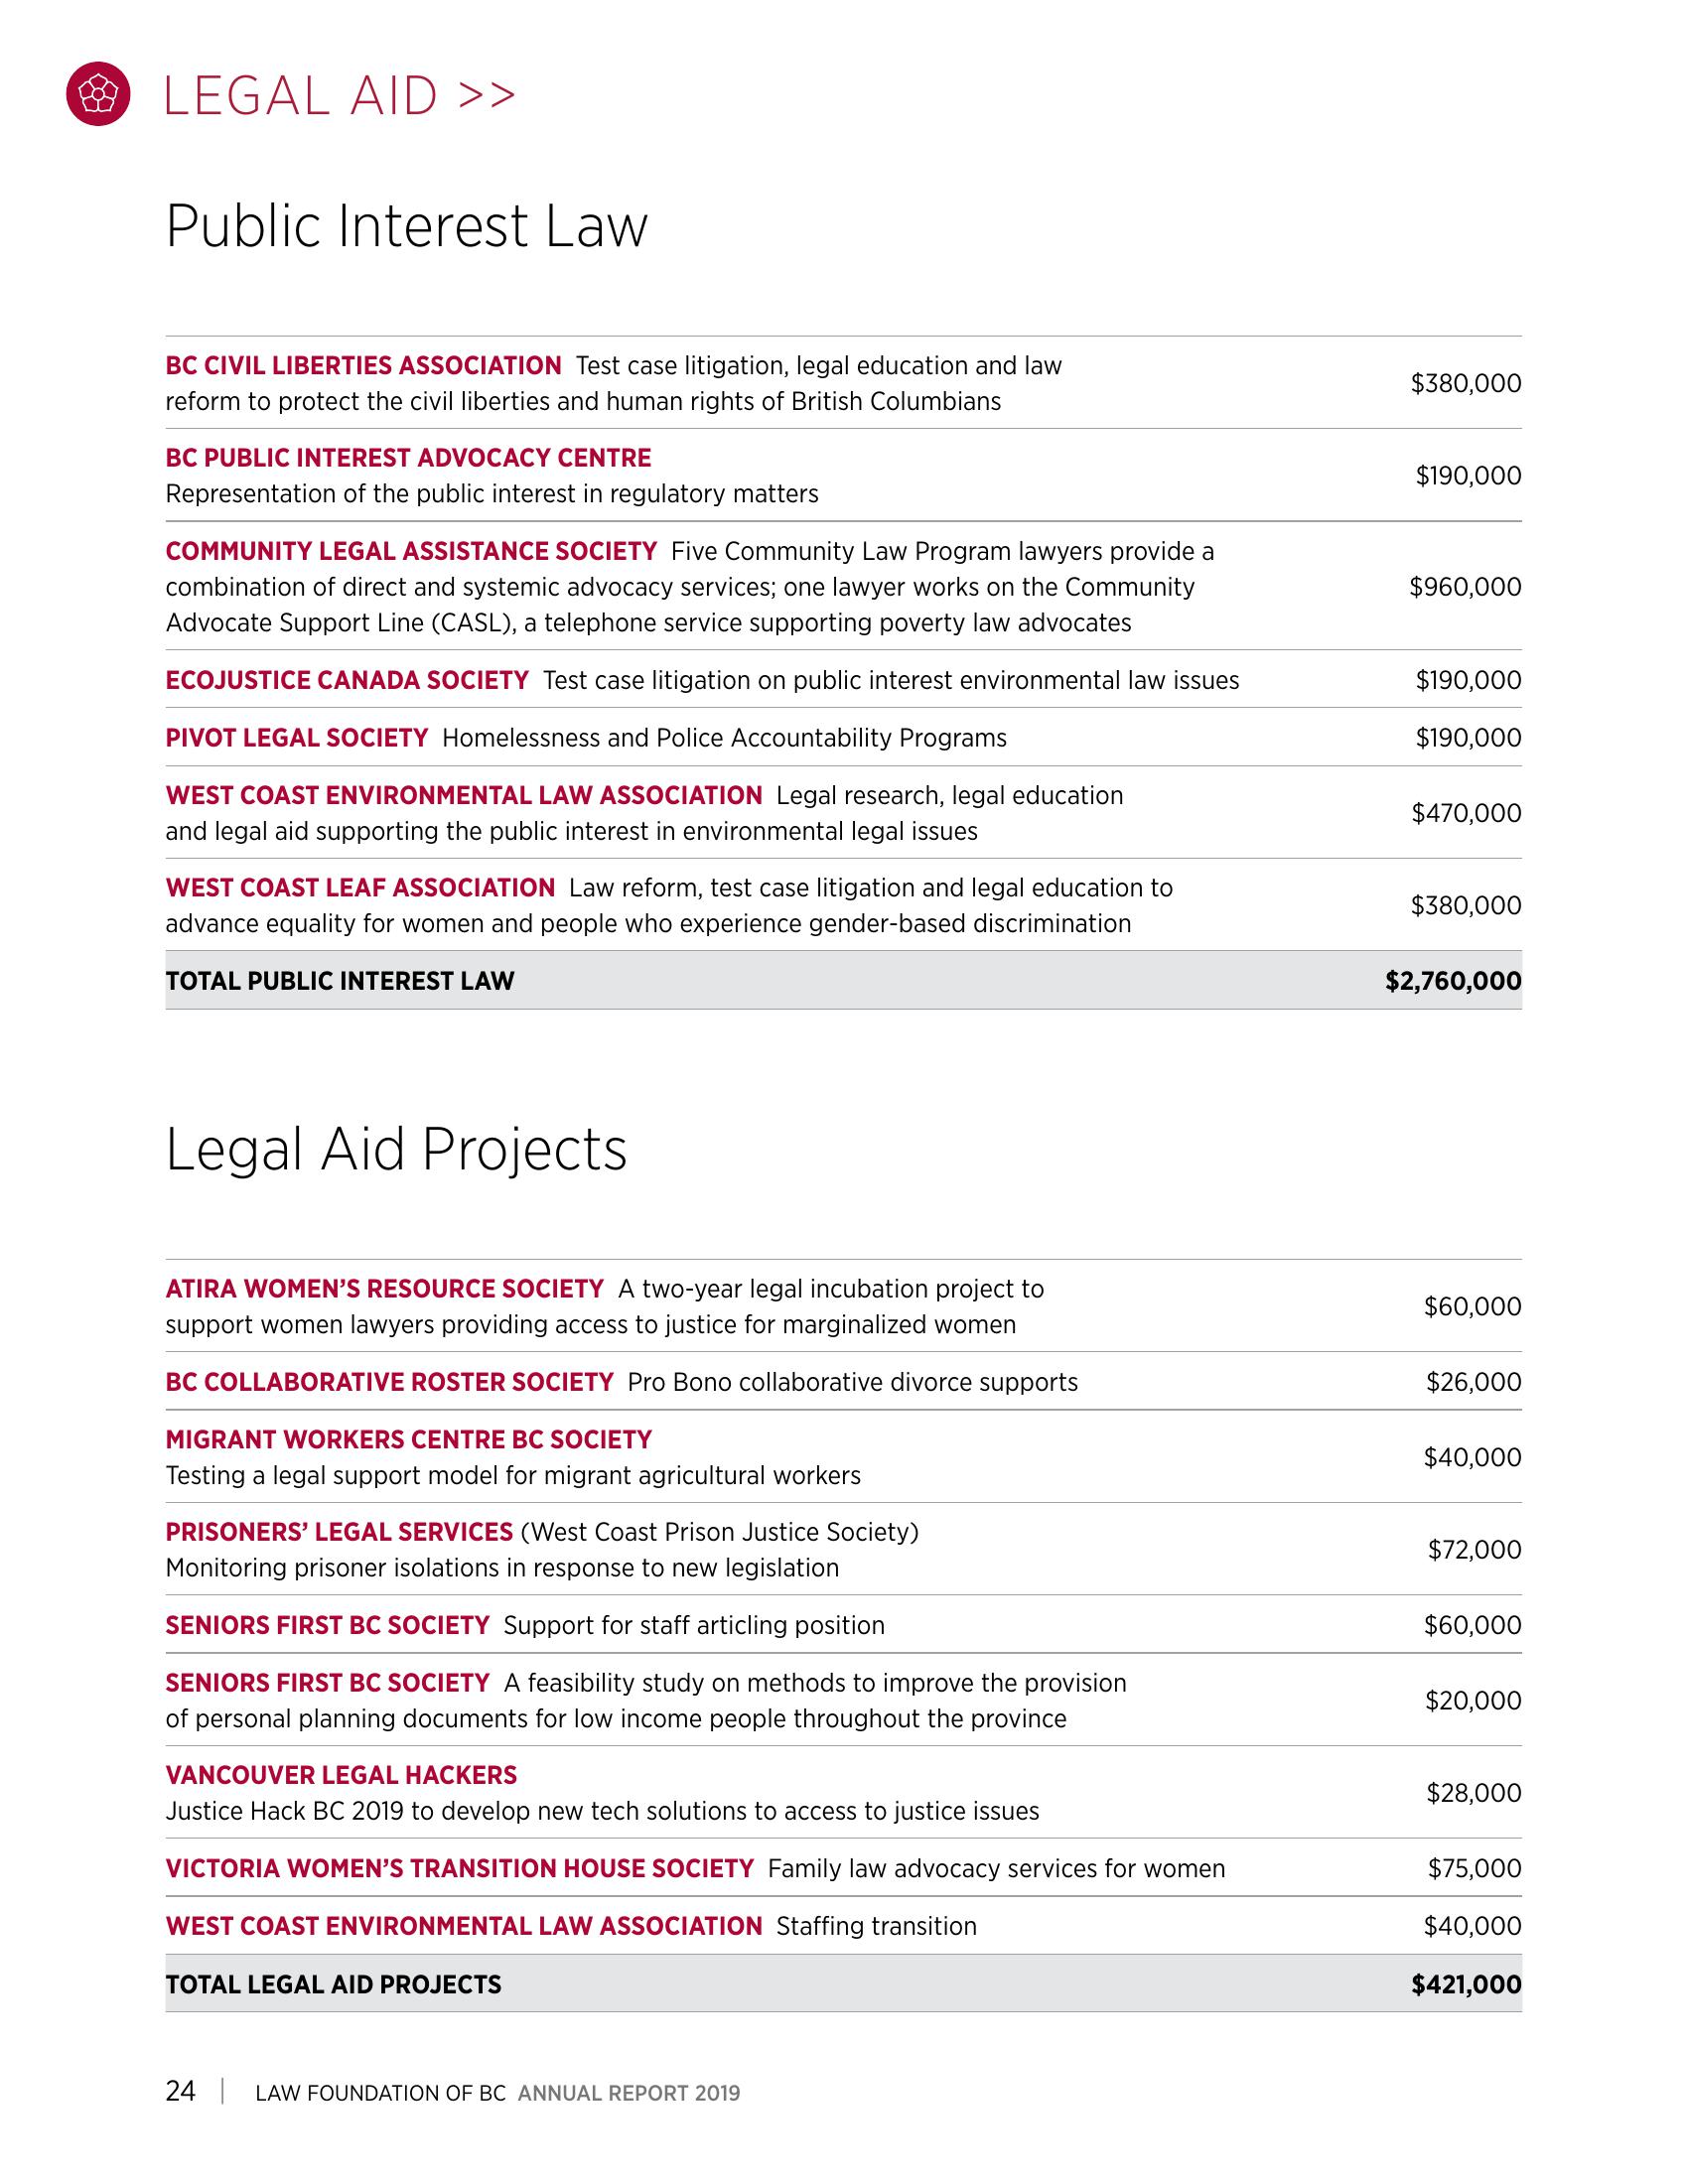 LEGAL AID >>
Public Interest Law
BC CIVIL LIBERTIES ASSOCIATION Test case litigation, legal education and law
reform to protect the civil liberties and human rights of British Columbians
$380,000
BC PUBLIC INTEREST ADVOCACY CENTRE
Representation of the public interest in regulatory matters
$190,000
COMMUNITY LEGAL ASSISTANCE SOCIETY Five Community Law Program lawyers provide a
combination of direct and systemic advocacy services; one lawyer works on the Community
Advocate Support Line (CASL), a telephone service supporting poverty law advocates
$960,000
ECOJUSTICE CANADA SOCIETY Test case litigation on public interest environmental law issues $190,000
PIVOT LEGAL SOCIETY Homelessness and Police Accountability Programs $190,000
WEST COAST ENVIRONMENTAL LAW ASSOCIATION Legal research, legal education
and legal aid supporting the public interest in environmental legal issues
$470,000
WEST COAST LEAF ASSOCIATION Law reform, test case litigation and legal education to
advance equality for women and people who experience gender-based discrimination
$380,000
TOTAL PUBLIC INTEREST LAW $2,760,000
Legal Aid Projects
ATIRA WOMEN’S RESOURCE SOCIETY A two-year legal incubation project to
support women lawyers providing access to justice for marginalized women
$60,000
BC COLLABORATIVE ROSTER SOCIETY Pro Bono collaborative divorce supports $26,000
MIGRANT WORKERS CENTRE BC SOCIETY
Testing a legal support model for migrant agricultural workers
$40,000
PRISONERS’ LEGAL SERVICES (West Coast Prison Justice Society)
Monitoring prisoner isolations in response to new legislation
$72,000
SENIORS FIRST BC SOCIETY Support for staff articling position $60,000
SENIORS FIRST BC SOCIETY A feasibility study on methods to improve the provision
of personal planning documents for low income people throughout the province
$20,000
VANCOUVER LEGAL HACKERS
Justice Hack BC 2019 to develop new tech solutions to access to justice issues
$28,000
VICTORIA WOMEN’S TRANSITION HOUSE SOCIETY Family law advocacy services for women $75,000
WEST COAST ENVIRONMENTAL LAW ASSOCIATION Staffing transition $40,000
TOTAL LEGAL AID PROJECTS $421,000
24 | LAW FOUNDATION OF BC ANNUAL REPORT 2019